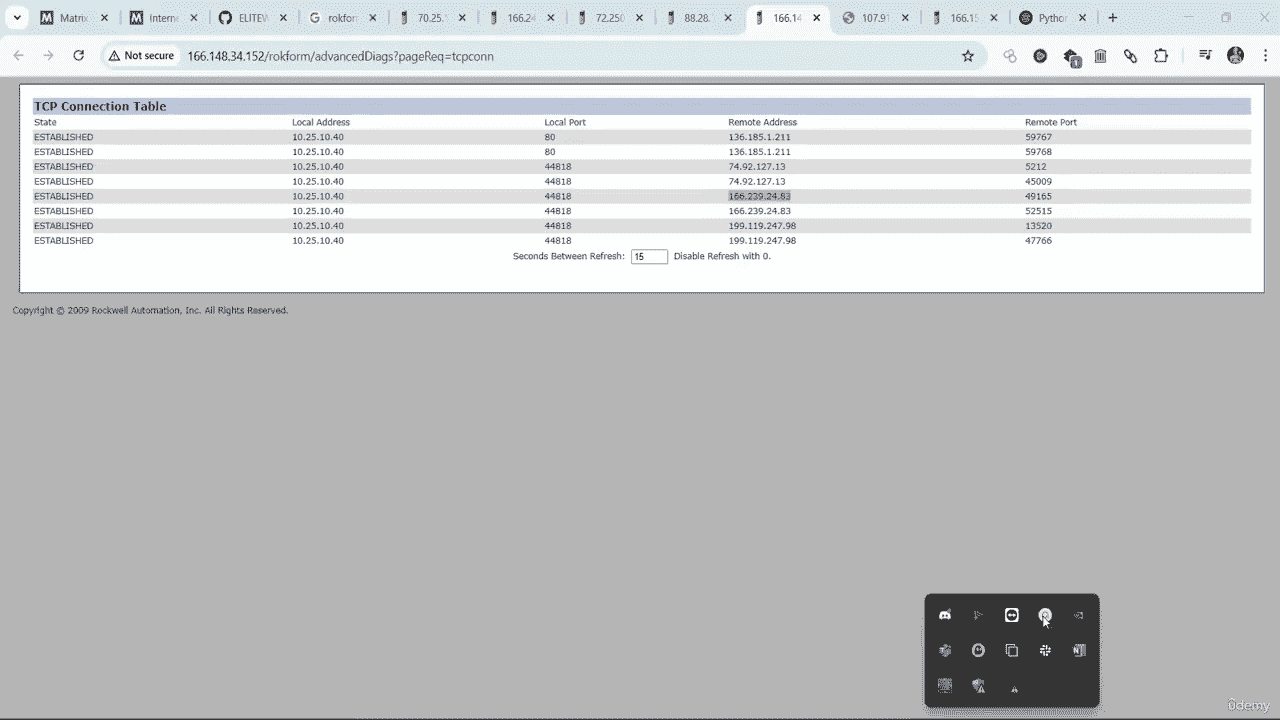 Matrix
Interne
ELITEW
rokforn
70.25.
166.24
72.250
88.28.
166.14
107.91
166.15
Python
Not secure
166.148.34.152/rokform/advancedDiags?pageReq=tcpconn
TCP Connection Table
State Local Address Local Port Remote Address Remote Port
ESTABLISHED 10.25.10.40 80 136.185.1.211 59767
ESTABLISHED 10.25.10.40 80 136.185.1.211 59768
ESTABLISHED 10.25.10.40 44818 74.92.127.13 5212
ESTABLISHED 10.25.10.40 44818 74.92.127.13 45009
ESTABLISHED 10.25.10.40 44818 166.239.24.83 49165
ESTABLISHED 10.25.10.40 44818 166.239.24.83 52515
ESTABLISHED 10.25.10.40 44818 199.119.247.98 13520
ESTABLISHED 10.25.10.40 44818 199.119.247.98 47766
Seconds Between Refresh: 15 Disable Refresh with 0.
Copyright © 2009 Rockwell Automation, Inc. All Rights Reserved.
ûdemy